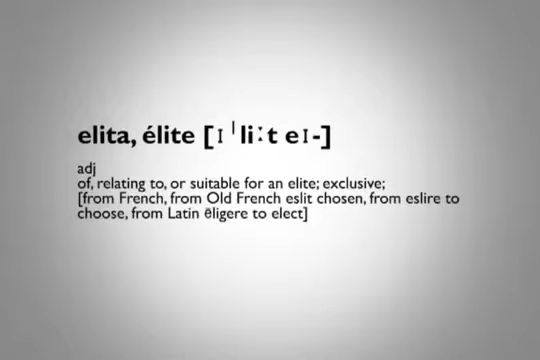 elita, élite [ɪˈliːt eɪ-]
adj
of, relating to, or suitable for an elite; exclusive;
[from French, from Old French eslit chosen, from eslire to
choose, from Latin ēligere to elect]